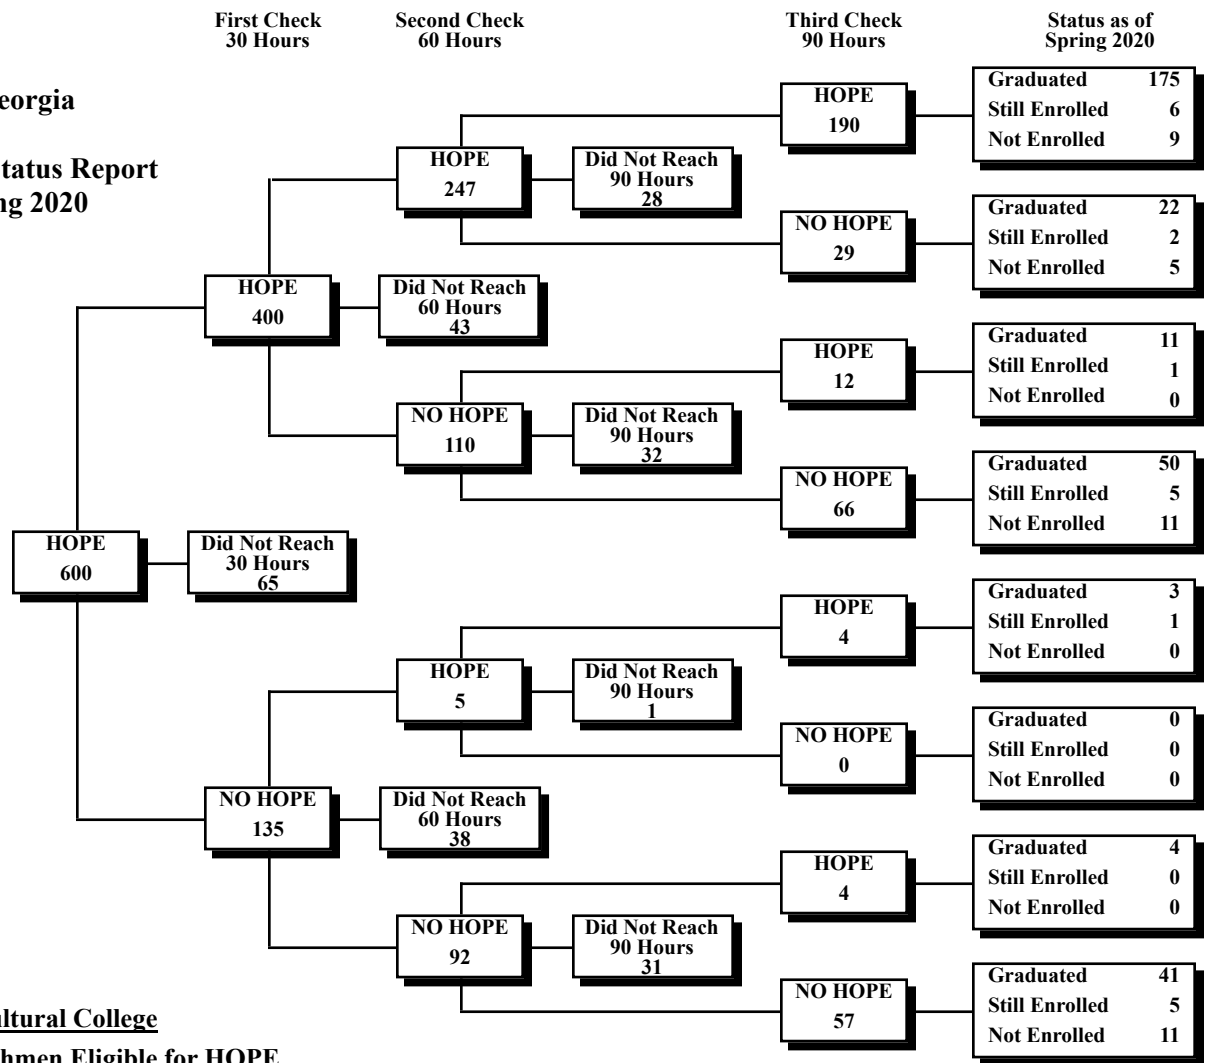 First Check
30 Hours
Second Check
60 Hours
Third Check
90 Hours
Status as of
Spring 2020
eorgia
tatus Report
ng 2020
HOPE
600
Did Not Reach
30 Hours
65
HOPE
400
Did Not Reach
60 Hours
43
NO HOPE
135
Did Not Reach
60 Hours
38
HOPE
247
Did Not Reach
90 Hours
28
NO HOPE
110
Did Not Reach
90 Hours
32
HOPE
5
Did Not Reach
90 Hours
1
NO HOPE
92
Did Not Reach
90 Hours
31
HOPE
190
Graduated 175
Still Enrolled 6
Not Enrolled 9
NO HOPE
29
Graduated 22
Still Enrolled 2
Not Enrolled 5
HOPE
12
Graduated 11
Still Enrolled 1
Not Enrolled 0
NO HOPE
66
Graduated 50
Still Enrolled 5
Not Enrolled 11
HOPE
4
Graduated 3
Still Enrolled 1
Not Enrolled 0
NO HOPE
0
Graduated 0
Still Enrolled 0
Not Enrolled 0
HOPE
4
Graduated 4
Still Enrolled 0
Not Enrolled 0
NO HOPE
57
Graduated 41
Still Enrolled 5
Not Enrolled 11
ultural College
hmen Eligible for HOPE